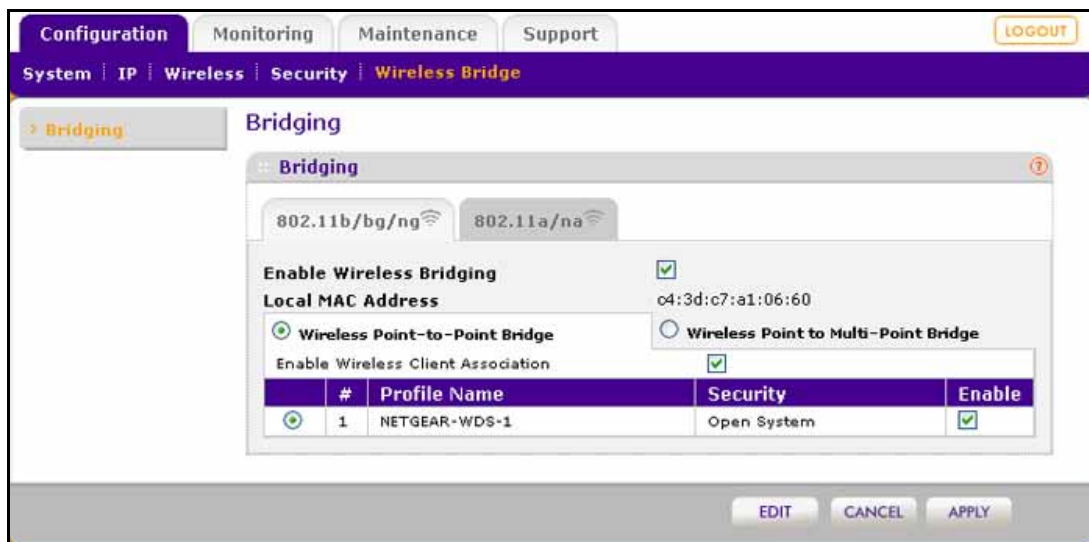 Configuration Monitoring Maintenance Support LOGOUT
System IP Wireless Security Wireless Bridge
Bridging
Bridging
Bridging
?
802.11b/bg/ng 802.11a/na
Enable Wireless Bridging
Local MAC Address c4:3d:c7:a1:06:60
Wireless Point-to-Point Bridge Wireless Point to Multi-Point Bridge
Enable Wireless Client Association
# Profile Name Security Enable
1 NETGEAR-WDS-1 Open System
EDIT CANCEL APPLY